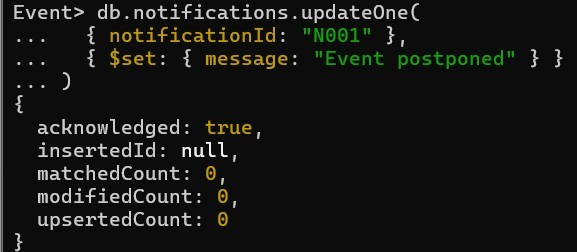 Event> db.notifications.updateOne(
...   { notificationId: "N001" },
...   { $set: { message: "Event postponed" } }
... )
{
  acknowledged: true,
  insertedId: null,
  matchedCount: 0,
  modifiedCount: 0,
  upsertedCount: 0
}